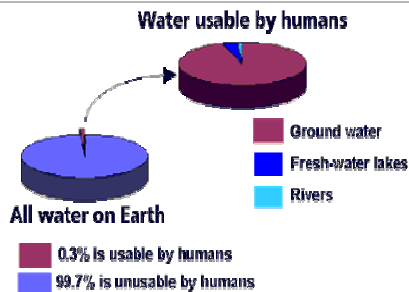 Water usable by humans
Ground water
Fresh-water lakes
Rivers
All water on Earth
0.3% is usable by humans
99.7% is unusable by humans